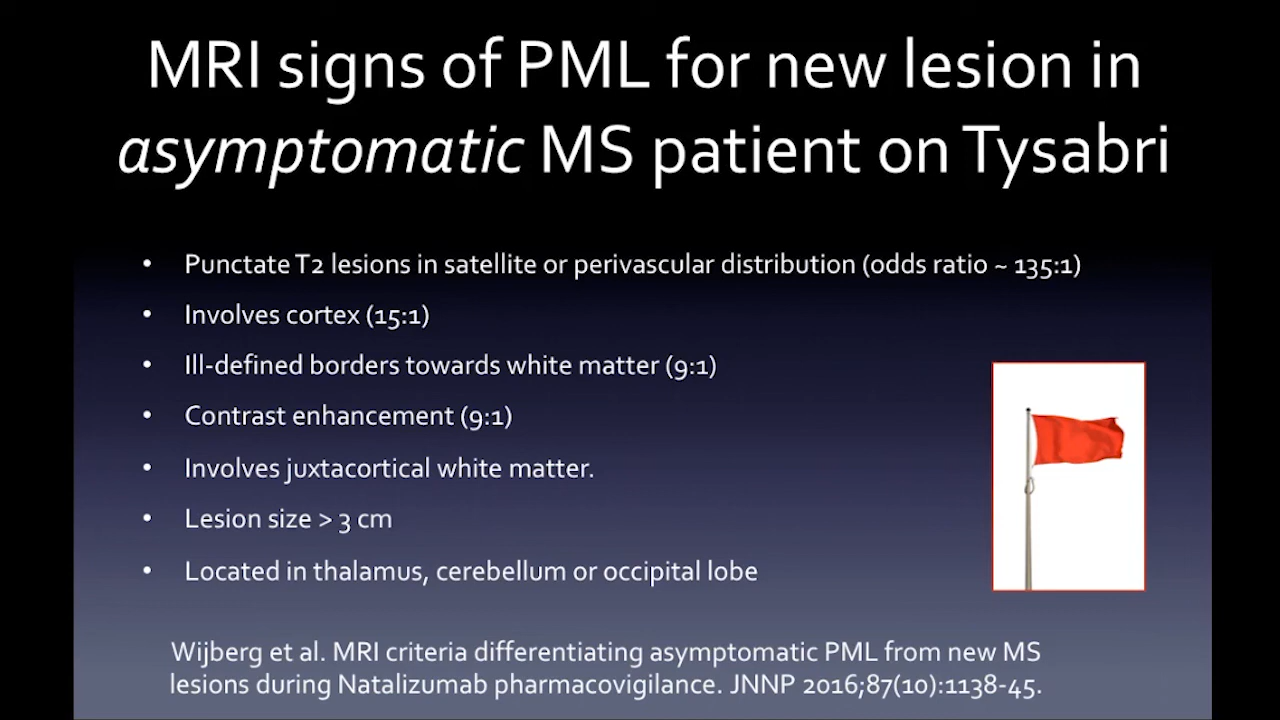 MRI signs of PML for new lesion in
asymptomatic MS patient on Tysabri
• Punctate T2 lesions in satellite or perivascular distribution (odds ratio ~ 135:1)
• Involves cortex (15:1)
• Ill-defined borders towards white matter (9:1)
• Contrast enhancement (9:1)
• Involves juxtacortical white matter.
• Lesion size > 3 cm
• Located in thalamus, cerebellum or occipital lobe
Wijberg et al. MRI criteria differentiating asymptomatic PML from new MS
lesions during Natalizumab pharmacovigilance. JNNP 2016;87(10):1138-45.